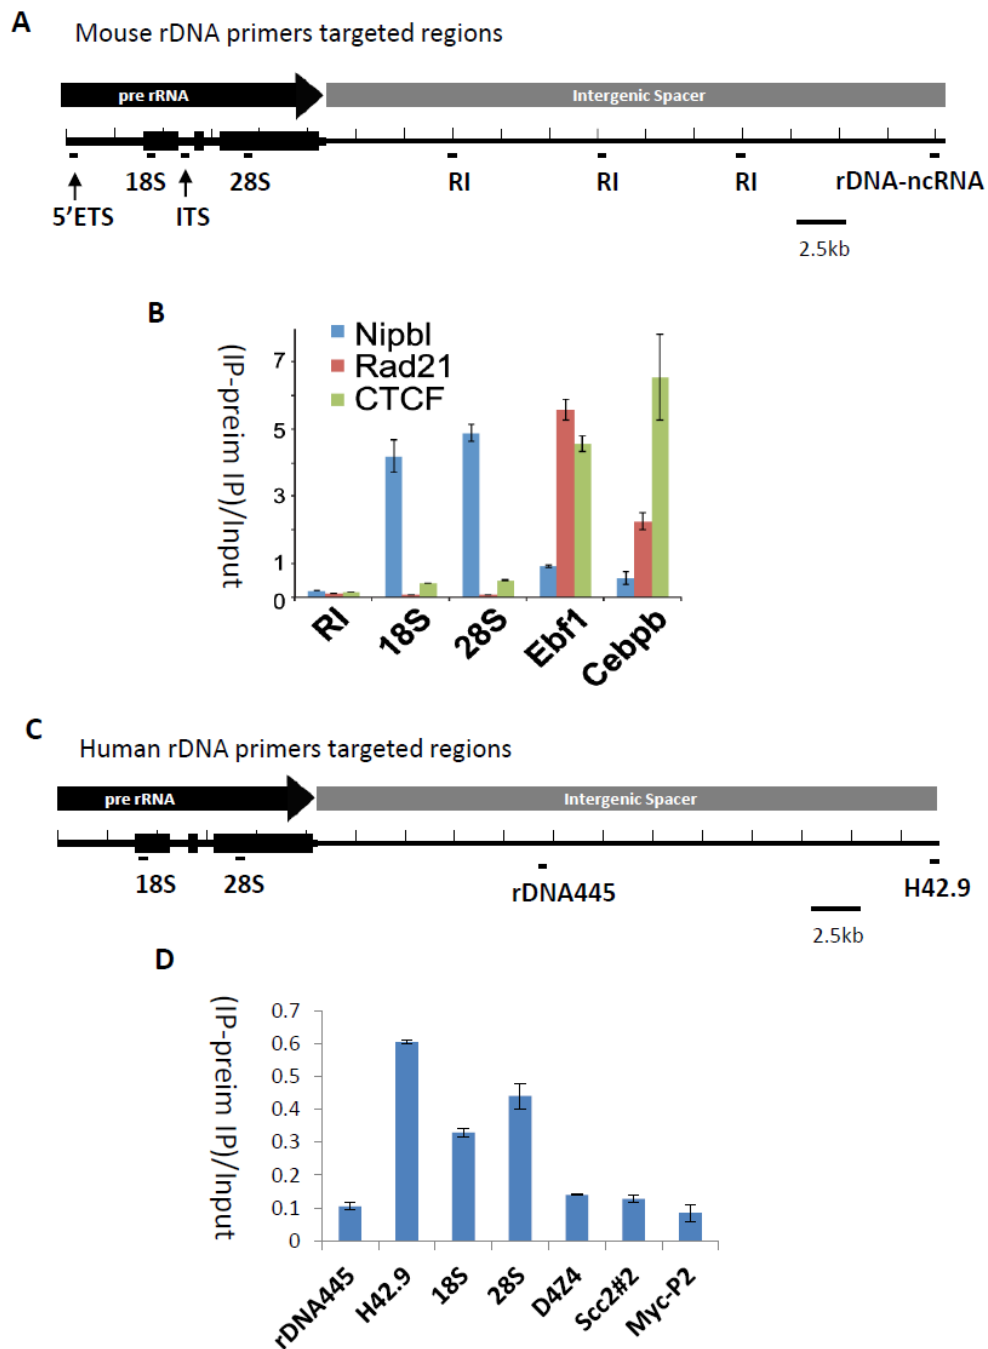 A
Mouse rDNA primers targeted regions
pre rRNA
Intergenic Spacer
18S
28S
RI
RI
RI
rDNA-ncRNA
5'ETS
ITS
2.5kb
B
(IP-preim IP)/Input
Nipbl
Rad21
CTCF
7
5
3
1
0
RI
18S
28S
Ebf1
Cebpb
C
Human rDNA primers targeted regions
pre rRNA
Intergenic Spacer
18S
28S
rDNA445
H42.9
2.5kb
D
(IP-preim IP)/Input
0.7
0.6
0.5
0.4
0.3
0.2
0.1
0
rDNA445
H42.9
18S
28S
D4Z4
Scc2#2
Myc-P2